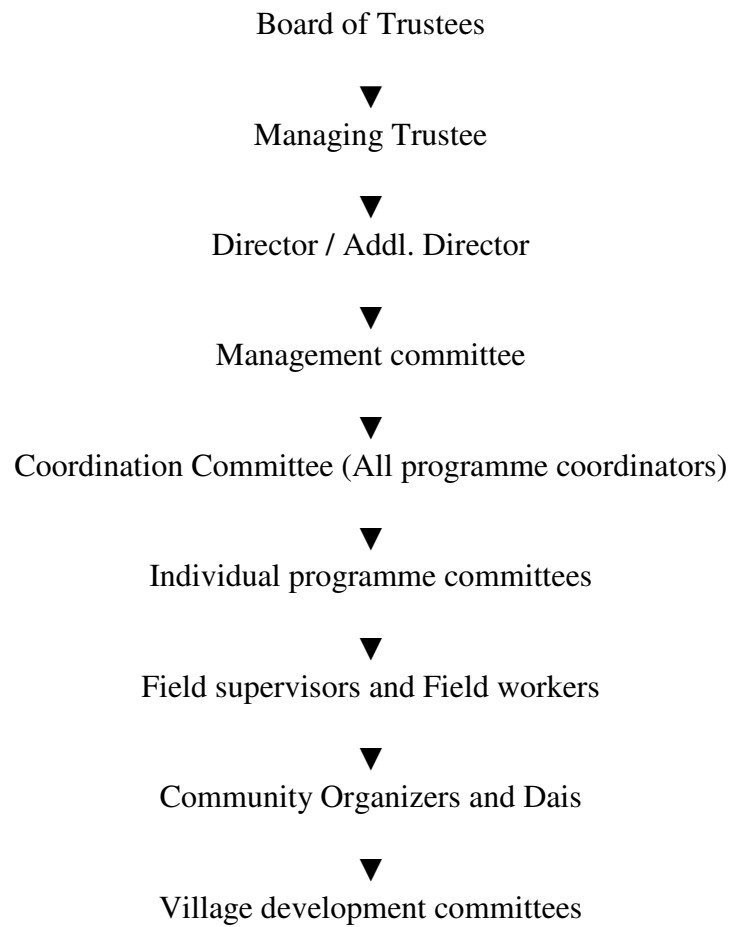 Board of Trustees
▼
Managing Trustee
▼
Director / Addl. Director
▼
Management committee
▼
Coordination Committee (All programme coordinators)
▼
Individual programme committees
▼
Field supervisors and Field workers
▼
Community Organizers and Dais
▼
Village development committees